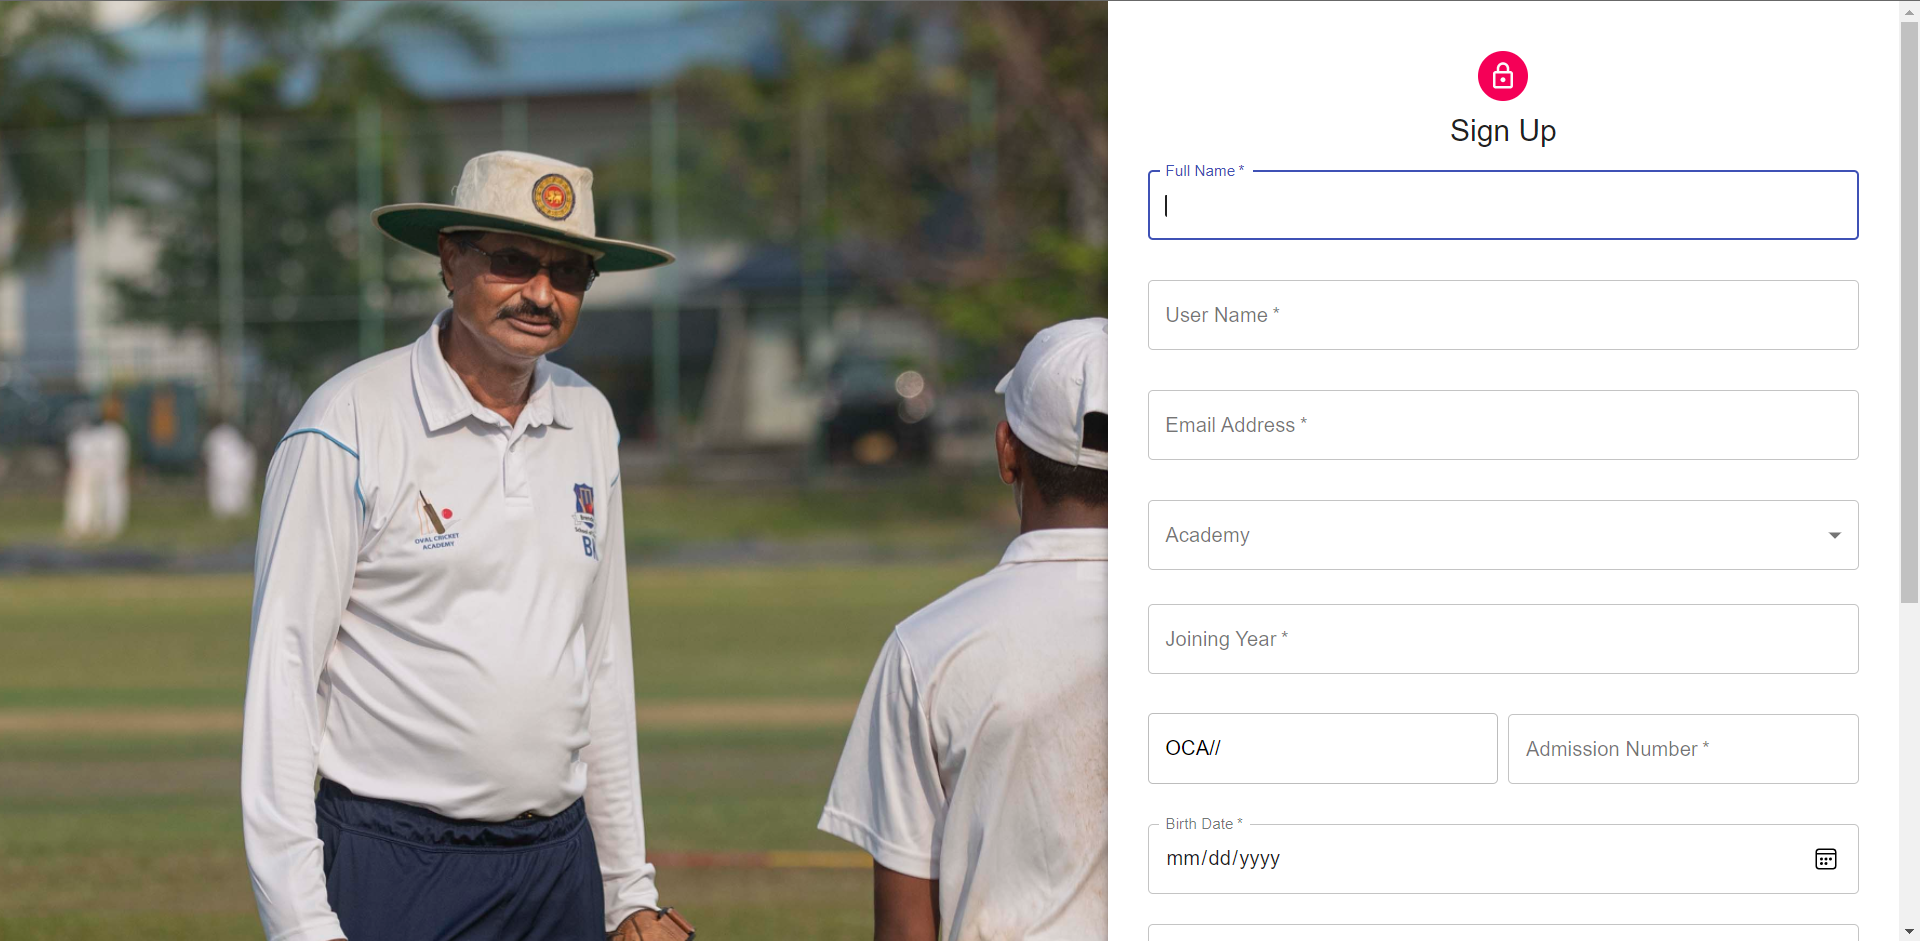 Sign Up
Full Name *
User Name *
Email Address *
Academy
Joining Year *
OCA//
Admission Number *
Birth Date *
mm/dd/yyyy
OVAL CRICKET
ACADEMY